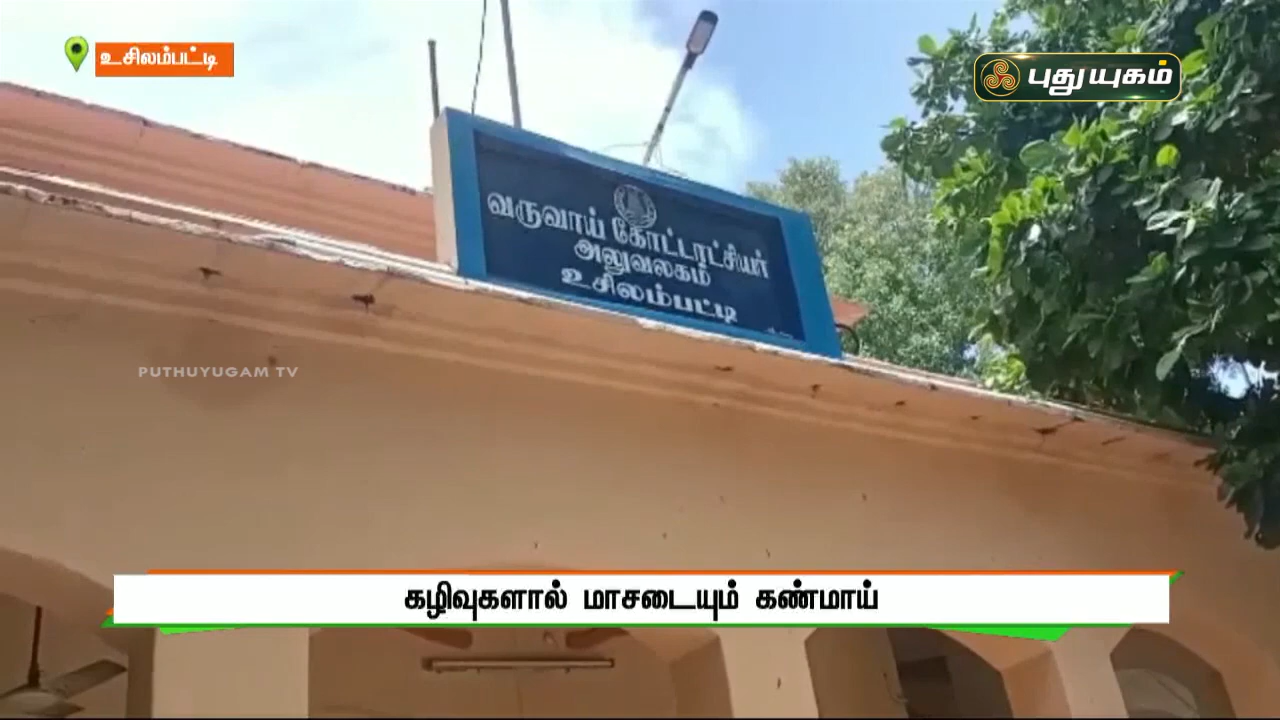 உசிலம்பட்டி
புதுயுகம்
வருவாய் கோட்டாட்சியர்
அலுவலகம்
உசிலம்பட்டி
PUTHUYUGAM TV
கழிவுகளால் மாசடையும் கண்மாய்